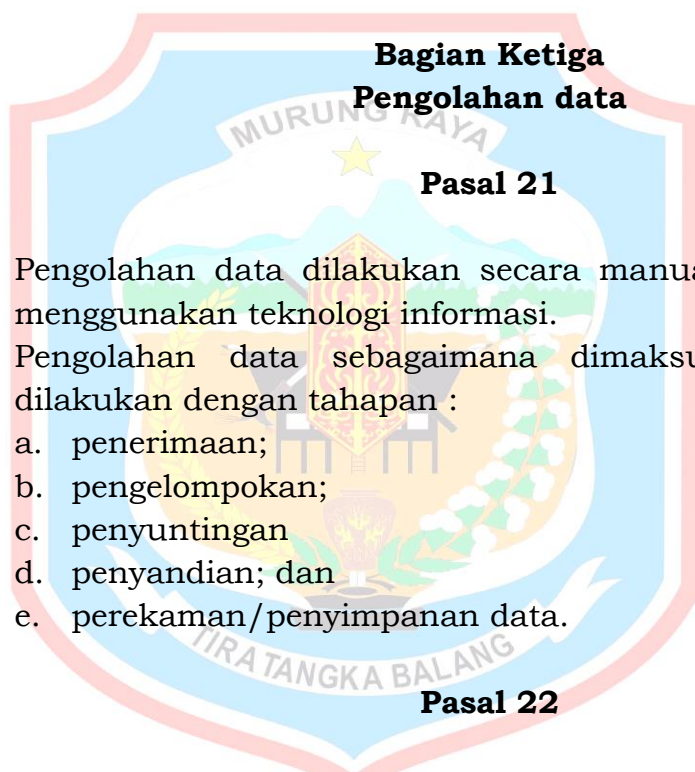 Bagian Ketiga
Pengolahan data
MURUNG RAYA
Pasal 21
Pengolahan data dilakukan secara manua
menggunakan teknologi informasi.
Pengolahan data sebagaimana dimaksu
dilakukan dengan tahapan :
a. penerimaan;
b. pengelompokan;
c. penyuntingan
d. penyandian; dan
e. perekaman/penyimpanan data.
TIRA TANGKA BALANG
Pasal 22